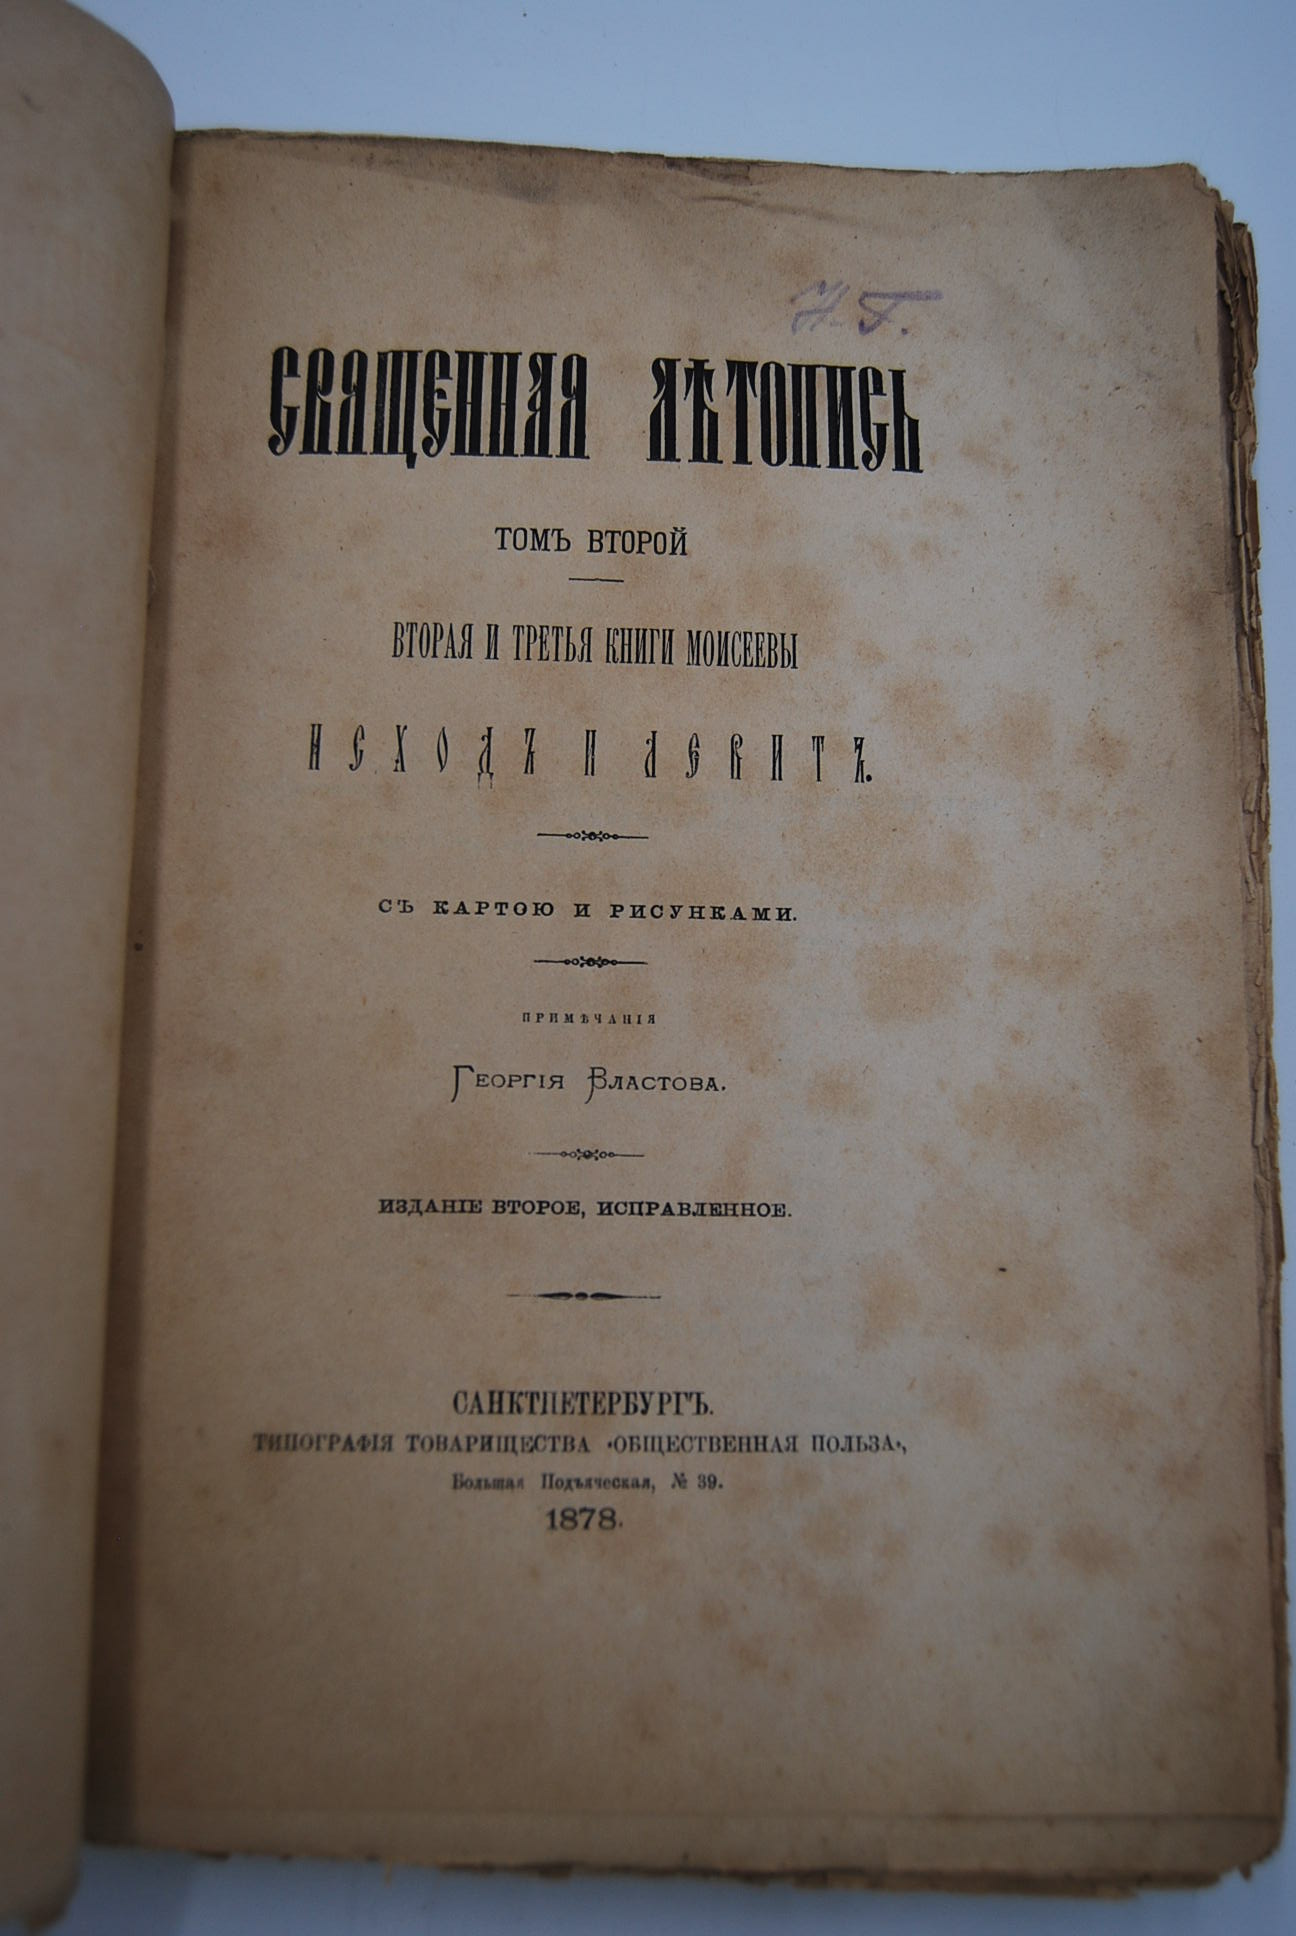 Н. Г.
СВЯЩЕННАЯ ЛѢТОПИСЬ
ТОМЪ ВТОРОЙ
ВТОРАЯ И ТРЕТЬЯ КНИГИ МОИСЕЕВЫ
ИСХОДЪ И ЛЕВИТЪ.
СЪ КАРТОЮ И РИСУНКАМИ.
ПРИМѢЧАНІЯ
ГЕОРГІЯ ВЛАСТОВА.
ИЗДАНІЕ ВТОРОЕ, ИСПРАВЛЕННОЕ.
САНКТПЕТЕРБУРГЪ.
ТИПОГРАФІЯ ТОВАРИЩЕСТВА «ОБЩЕСТВЕННАЯ ПОЛЬЗА»,
Большая Подъяческая, № 39.
1878.